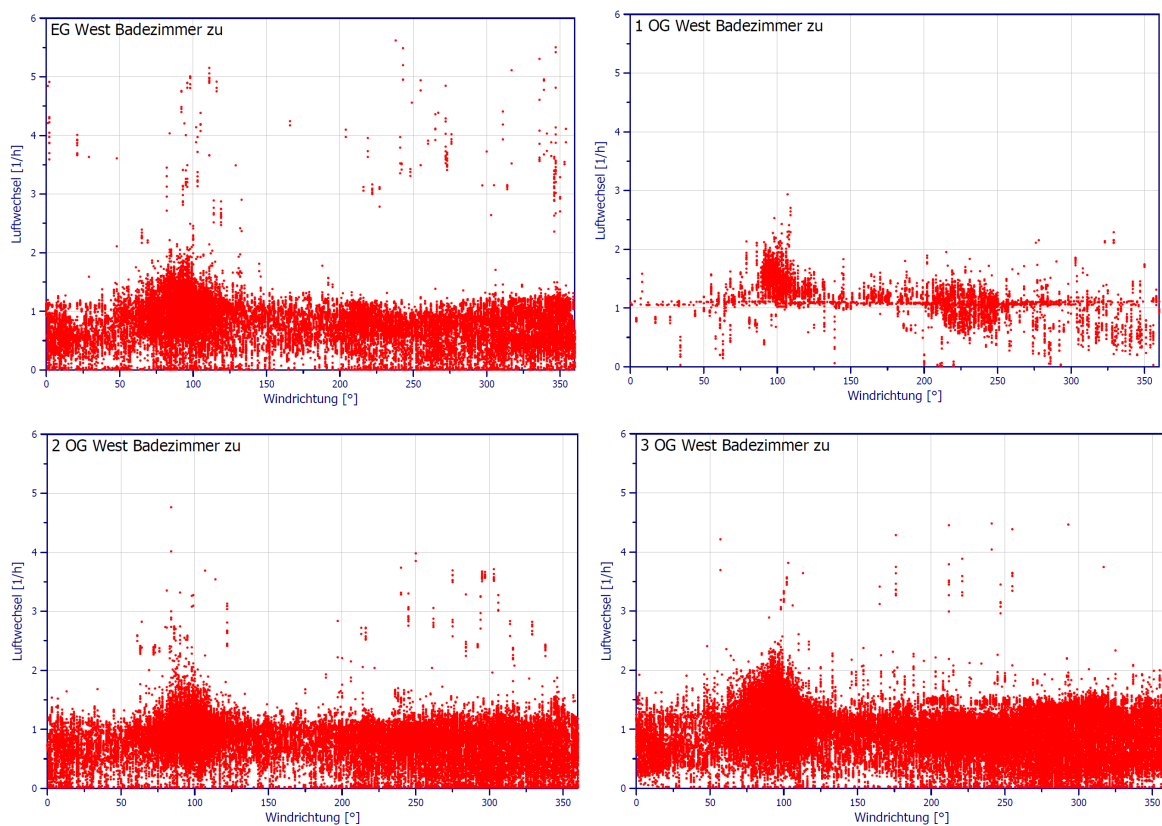 EG West Badezimmer zu
6
5
4
3
2
1
0
Luftwechsel [1/h]
0 50 100 150 200 250 300 350
Windrichtung [°]
1 OG West Badezimmer zu
6
5
4
3
2
1
0
Luftwechsel [1/h]
0 50 100 150 200 250 300 350
Windrichtung [°]
2 OG West Badezimmer zu
6
5
4
3
2
1
0
Luftwechsel [1/h]
0 50 100 150 200 250 300 350
Windrichtung [°]
3 OG West Badezimmer zu
6
5
4
3
2
1
0
Luftwechsel [1/h]
0 50 100 150 200 250 300 350
Windrichtung [°]